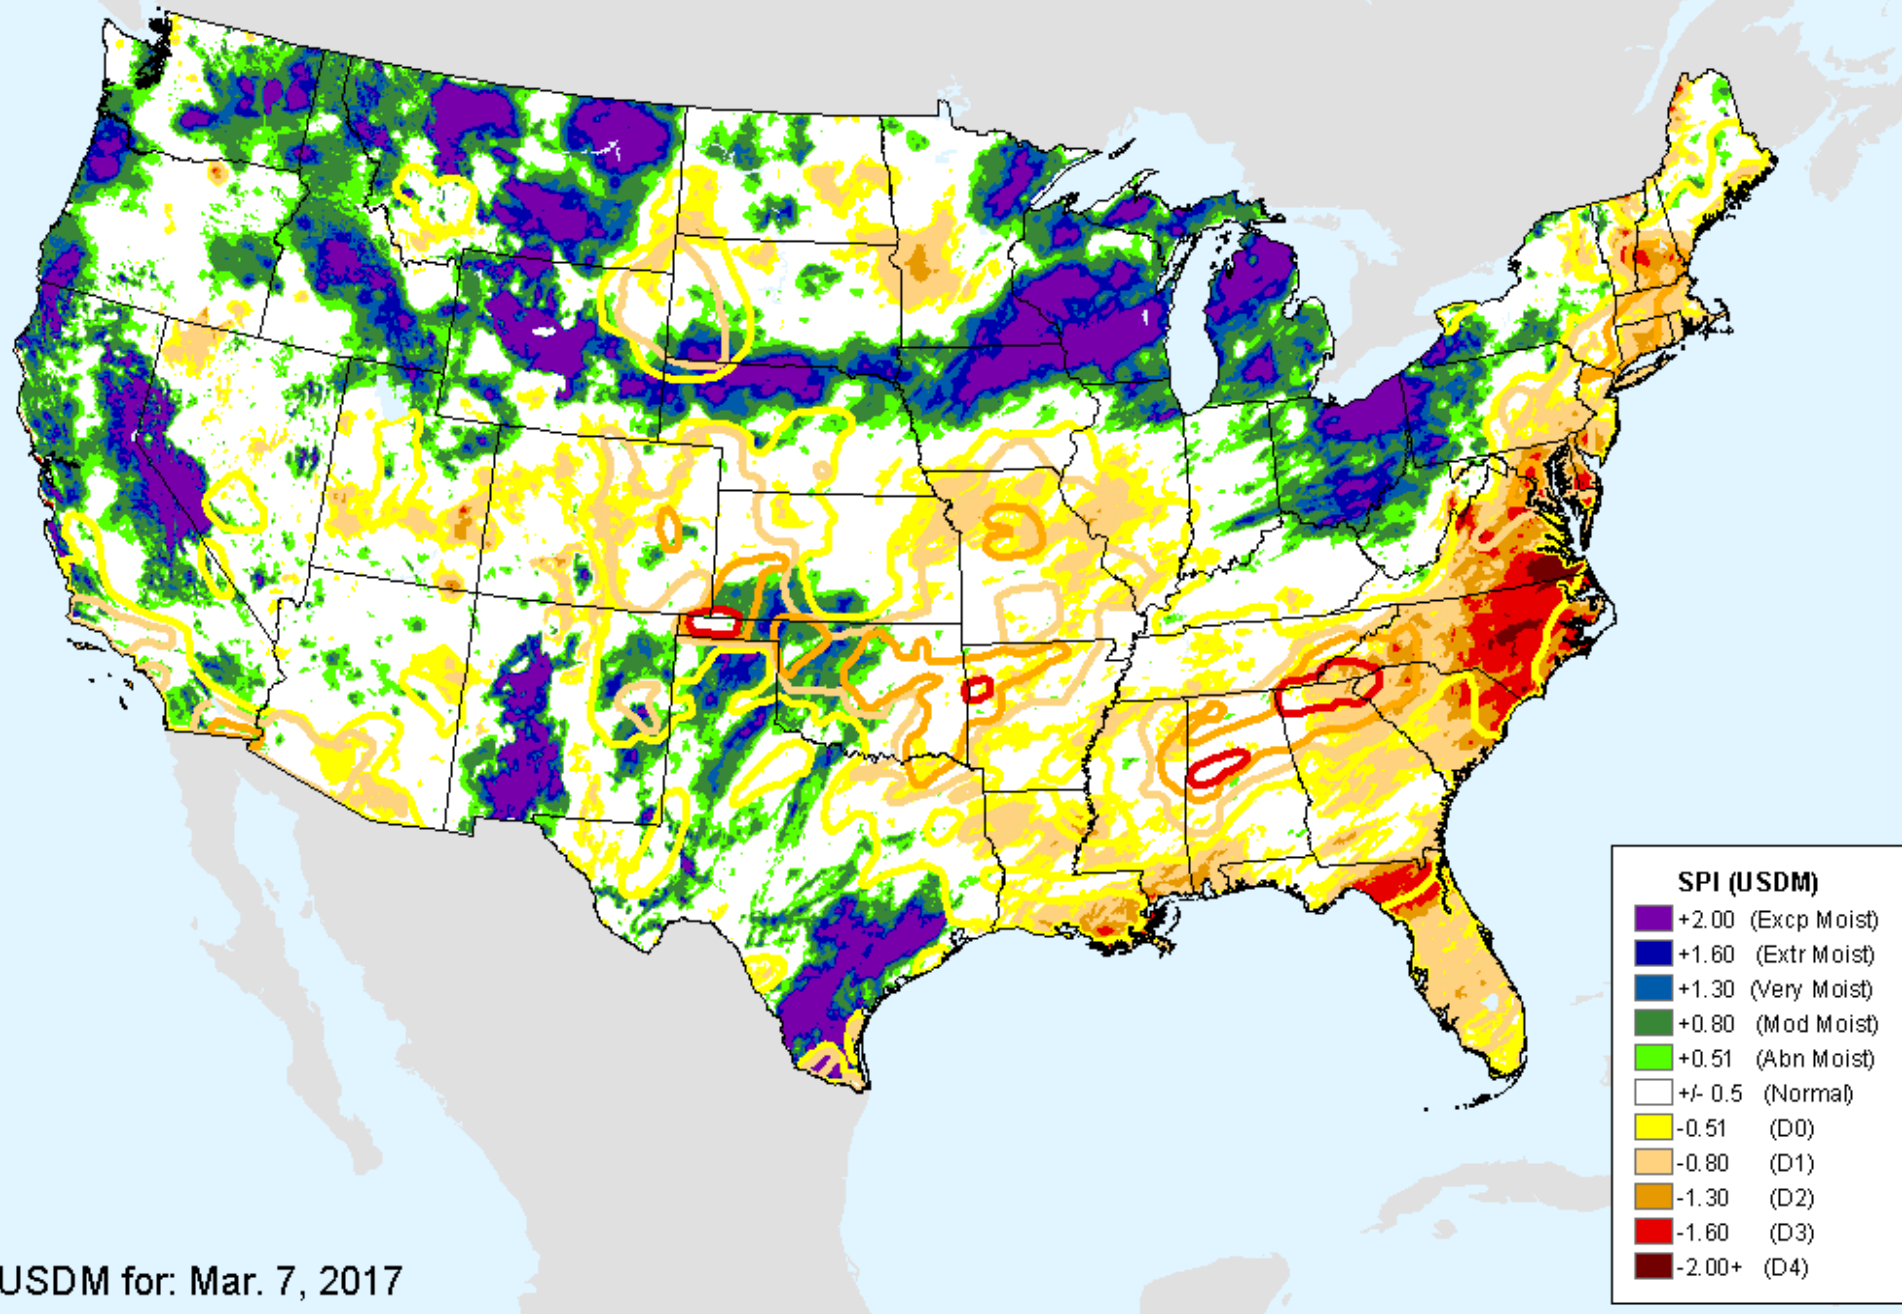 SPI (USDM)
+2.00 (Excp Moist)
+1.60 (Extr Moist)
+1.30 (Very Moist)
+0.80 (Mod Moist)
+0.51 (Abn Moist)
+/- 0.5 (Normal)
-0.51 (D0)
-0.80 (D1)
-1.30 (D2)
-1.60 (D3)
-2.00+ (D4)
USDM for: Mar. 7, 2017